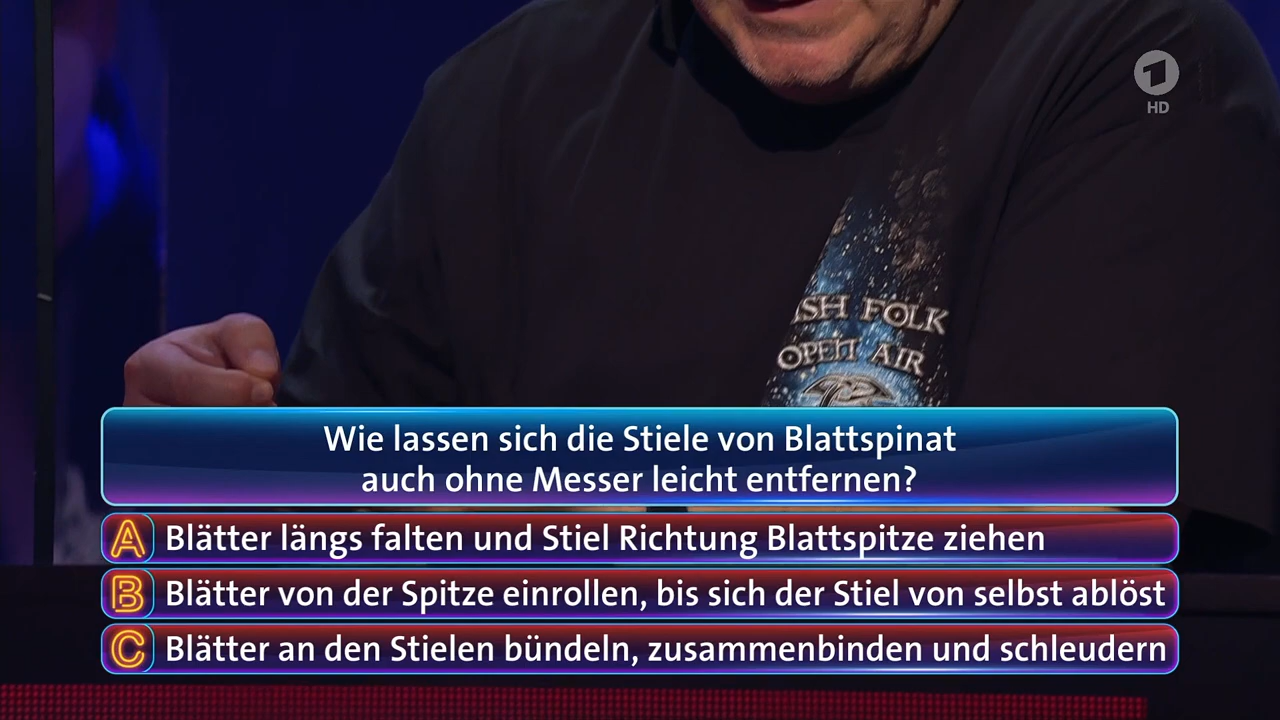 1
HD
ISH FOLK
OPEN AIR
Wie lassen sich die Stiele von Blattspinat
auch ohne Messer leicht entfernen?
A Blätter längs falten und Stiel Richtung Blattspitze ziehen
B Blätter von der Spitze einrollen, bis sich der Stiel von selbst ablöst
C Blätter an den Stielen bündeln, zusammenbinden und schleudern